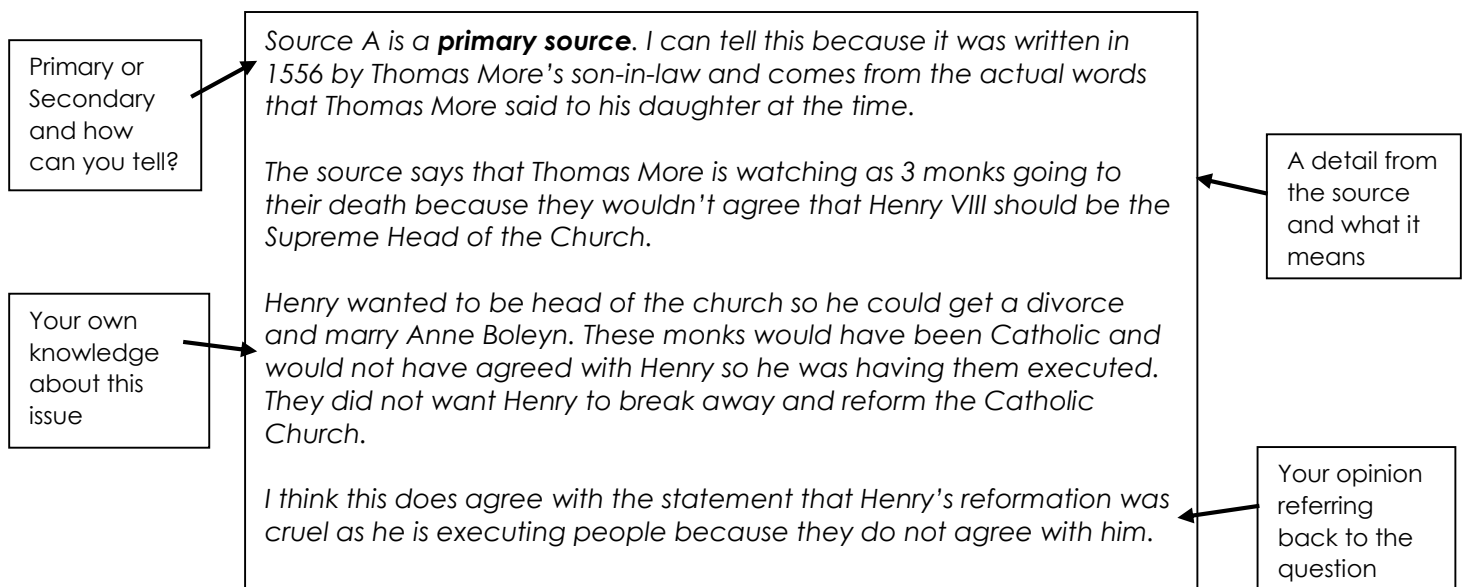 Primary or
Secondary
and how
can you tell?
Source A is a primary source. I can tell this because it was written in
1556 by Thomas More’s son-in-law and comes from the actual words
that Thomas More said to his daughter at the time.
The source says that Thomas More is watching as 3 monks going to
their death because they wouldn’t agree that Henry VIII should be the
Supreme Head of the Church.
A detail from
the source
and what it
means
Your own
knowledge
about this
issue
Henry wanted to be head of the church so he could get a divorce
and marry Anne Boleyn. These monks would have been Catholic and
would not have agreed with Henry so he was having them executed.
They did not want Henry to break away and reform the Catholic
Church.
I think this does agree with the statement that Henry’s reformation was
cruel as he is executing people because they do not agree with him.
Your opinion
referring
back to the
question